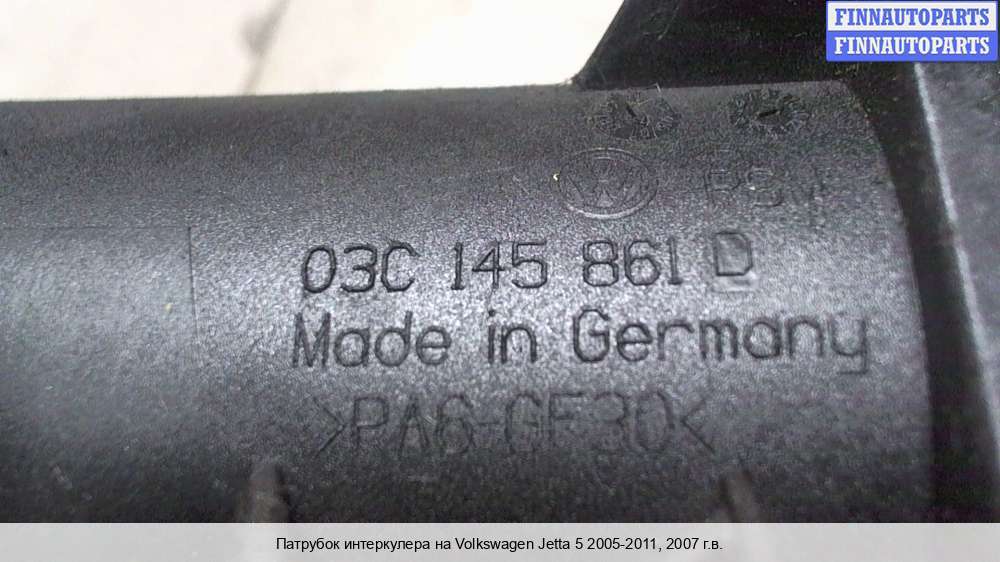 FINNAUTOPARTS
FINNAUTOPARTS
03C 145 861 D
Made in Germany
>PA6-GF30<
Патрубок интеркулера на Volkswagen Jetta 5 2005-2011, 2007 г.в.